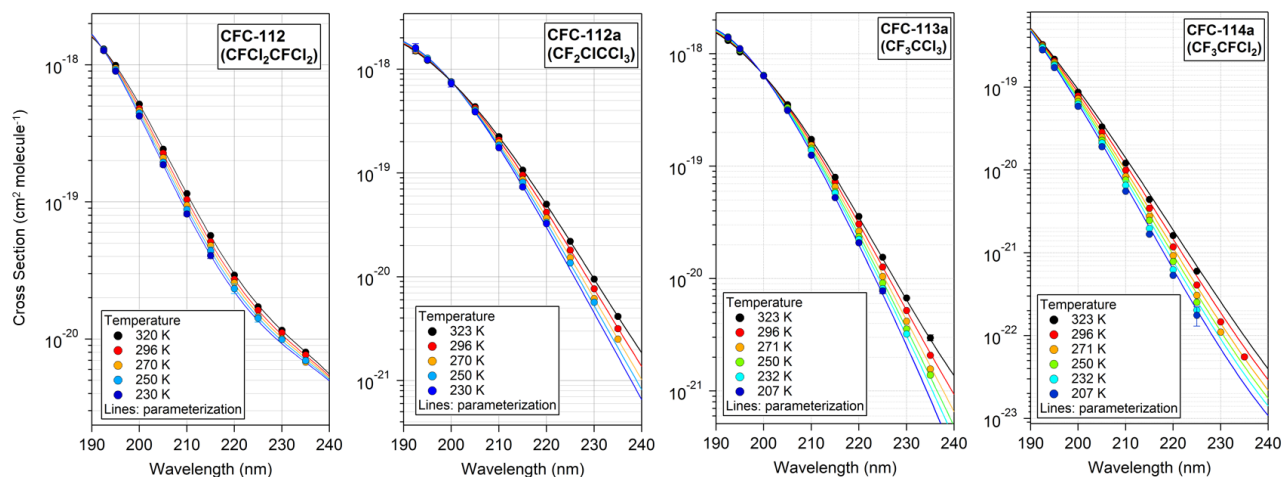 Cross Section (cm² molecule⁻¹)
CFC-112
(CFCl₂CFCl₂)
10⁻¹⁸
10⁻¹⁹
10⁻²⁰
Temperature
320 K
296 K
270 K
250 K
230 K
Lines: parameterization
190 200 210 220 230 240
Wavelength (nm)
CFC-112a
(CF₂ClCCl₃)
10⁻¹⁸
10⁻¹⁹
10⁻²⁰
10⁻²¹
Temperature
323 K
296 K
270 K
250 K
230 K
Lines: parameterization
190 200 210 220 230 240
Wavelength (nm)
CFC-113a
(CF₃CCl₃)
10⁻¹⁸
10⁻¹⁹
10⁻²⁰
10⁻²¹
Temperature
323 K
296 K
271 K
250 K
232 K
207 K
Lines: parameterization
190 200 210 220 230 240
Wavelength (nm)
CFC-114a
(CF₃CFCl₂)
10⁻¹⁹
10⁻²⁰
10⁻²¹
10⁻²²
10⁻²³
Temperature
323 K
296 K
271 K
250 K
232 K
207 K
Lines: parameterization
190 200 210 220 230 240
Wavelength (nm)